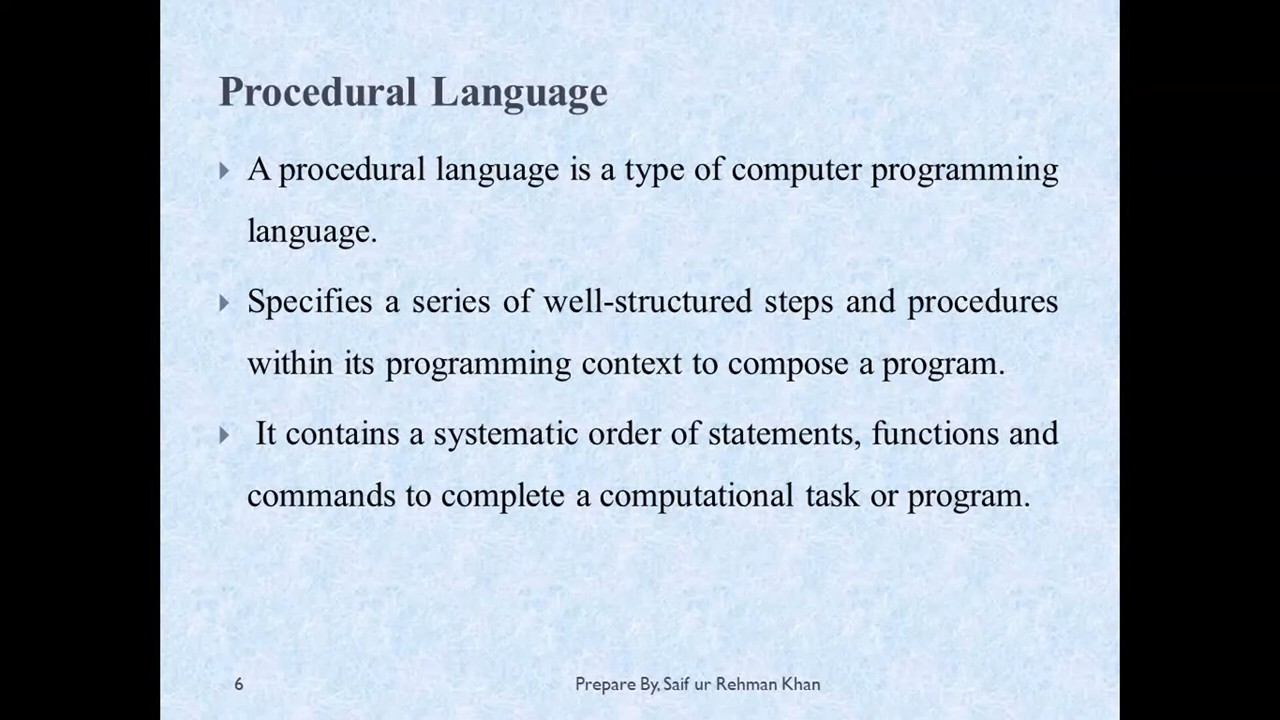 Procedural Language
A procedural language is a type of computer programming
language.
Specifies a series of well-structured steps and procedures
within its programming context to compose a program.
It contains a systematic order of statements, functions and
commands to complete a computational task or program.
6
Prepare By, Saif ur Rehman Khan